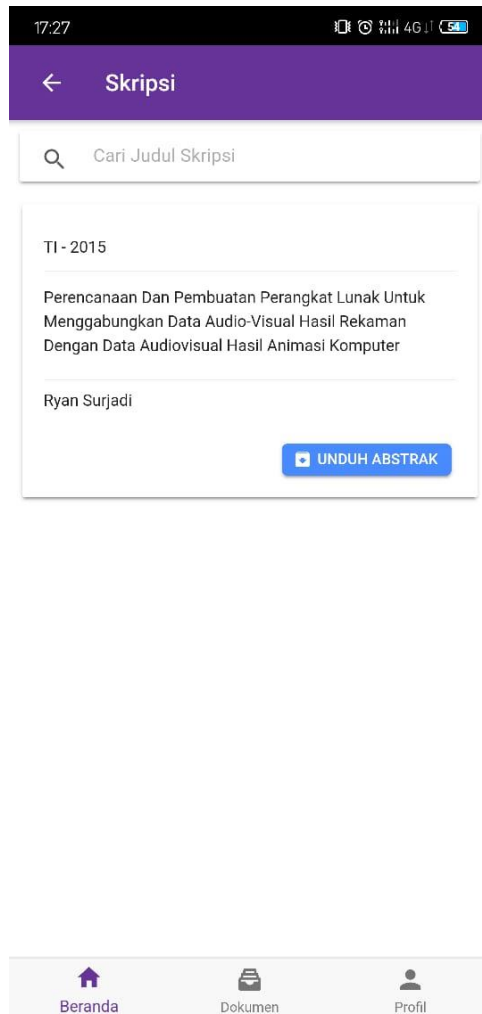 17:27
4G 54
Skripsi
Cari Judul Skripsi
TI - 2015
Perencanaan Dan Pembuatan Perangkat Lunak Untuk
Menggabungkan Data Audio-Visual Hasil Rekaman
Dengan Data Audiovisual Hasil Animasi Komputer
Ryan Surjadi
UNDUH ABSTRAK
Beranda Dokumen Profil